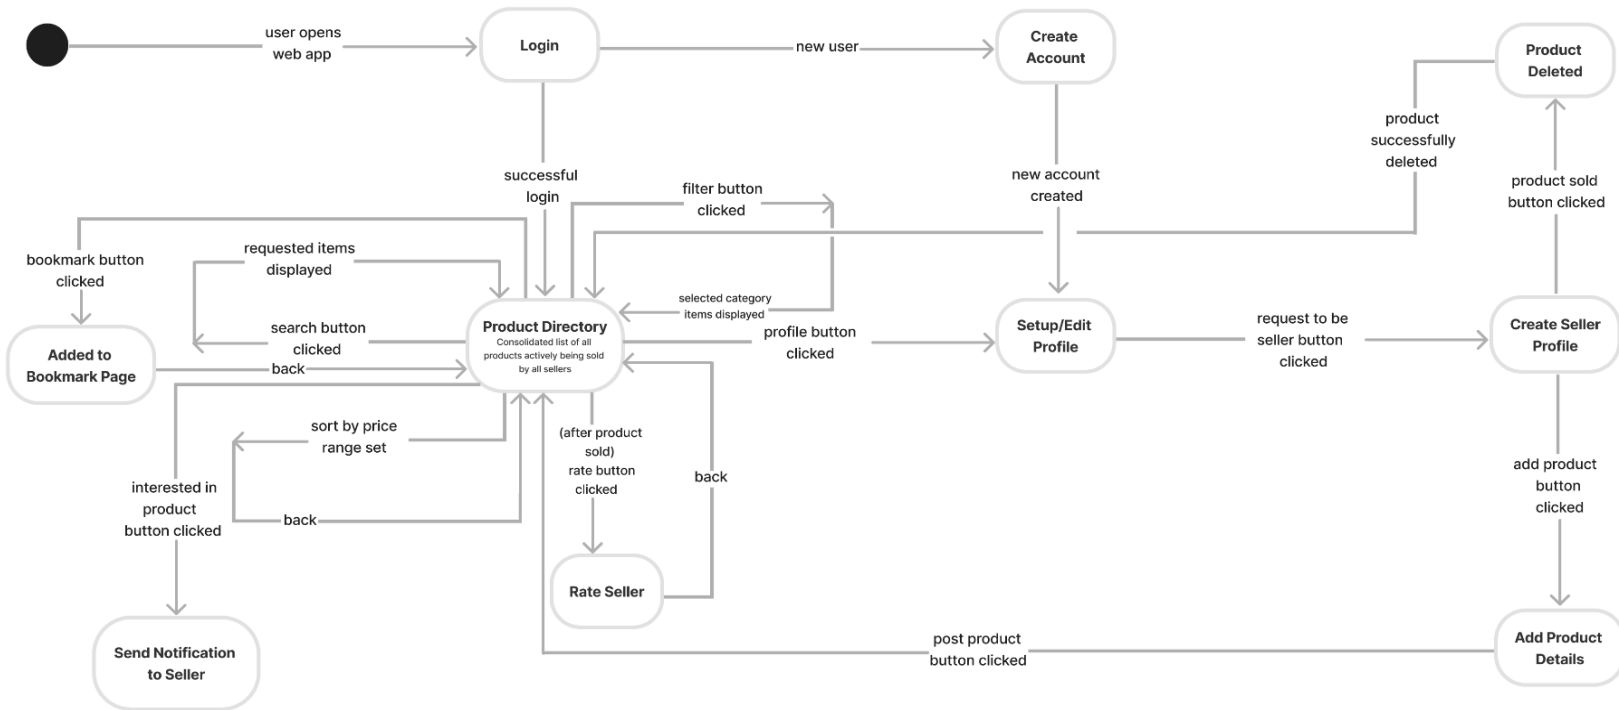 user opens
web app
Login
new user
Create
Account
Product
Deleted
product
successfully
deleted
successful
login
filter button
clicked
new account
created
product sold
button clicked
bookmark button
clicked
requested items
displayed
selected category
items displayed
search button
clicked
Product Directory
Consolidated list of all
products actively being sold
by all sellers
profile button
clicked
Setup/Edit
Profile
request to be
seller button
clicked
Create Seller
Profile
Added to
Bookmark Page
back
sort by price
range set
(after product
sold)
rate button
clicked
back
add product
button
clicked
interested in
product
button clicked
back
Rate Seller
Send Notification
to Seller
post product
button clicked
Add Product
Details